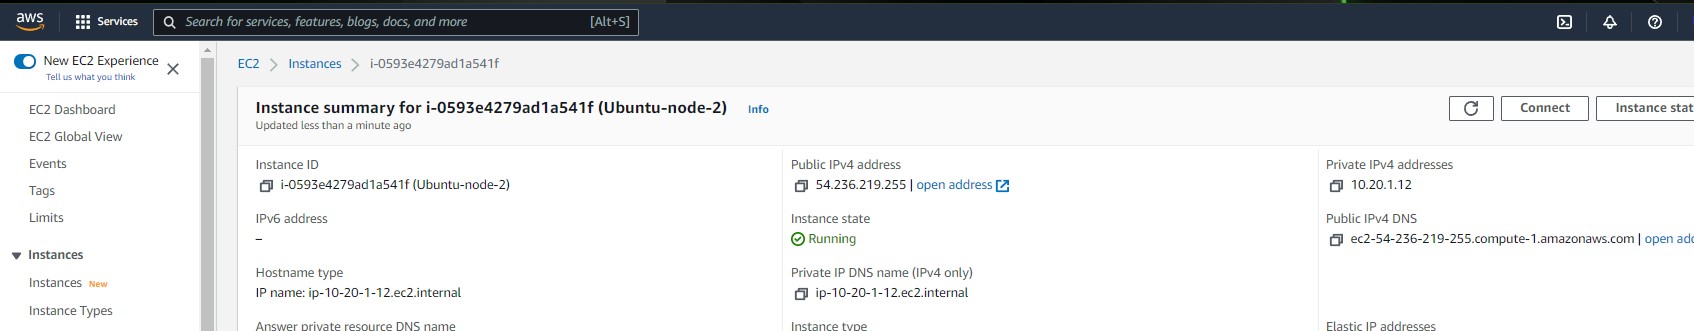 aws
Services
Search for services, features, blogs, docs, and more [Alt+S]
New EC2 Experience
Tell us what you think
EC2 Dashboard
EC2 Global View
Events
Tags
Limits
Instances
Instances New
Instance Types
EC2 Instances i-0593e4279ad1a541f
Instance summary for i-0593e4279ad1a541f (Ubuntu-node-2) Info
Updated less than a minute ago
Connect
Instance stat
Instance ID
i-0593e4279ad1a541f (Ubuntu-node-2)
Public IPv4 address
54.236.219.255 | open address
Private IPv4 addresses
10.20.1.12
IPv6 address
–
Instance state
Running
Public IPv4 DNS
ec2-54-236-219-255.compute-1.amazonaws.com | open add
Hostname type
IP name: ip-10-20-1-12.ec2.internal
Private IP DNS name (IPv4 only)
ip-10-20-1-12.ec2.internal
Answer private resource DNS name
Instance type
Elastic IP addresses